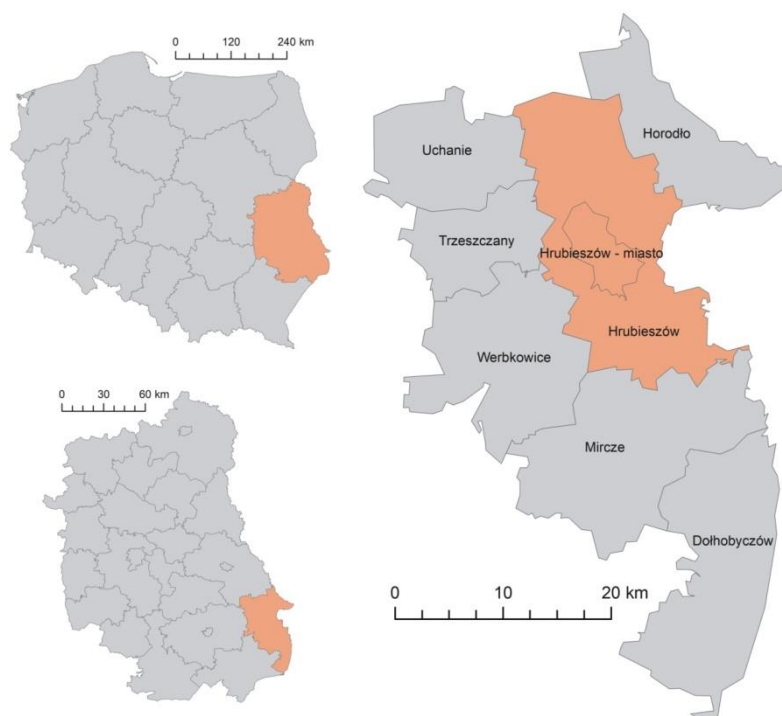 0 120 240 km
0 30 60 km
Uchanie
Horodło
Trzeszczany
Hrubieszów - miasto
Hrubieszów
Werbkowice
Mircze
Dołhobyczów
0 10 20 km